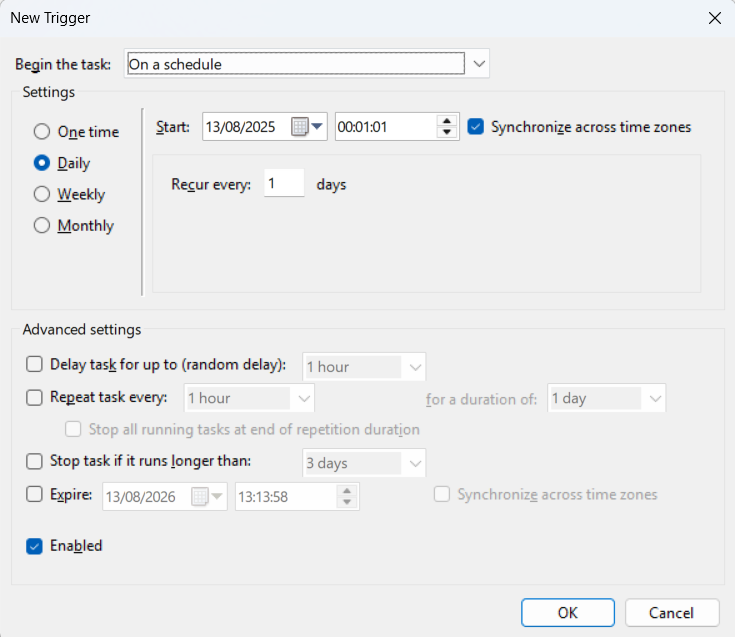 New Trigger
Begin the task: On a schedule
Settings
One time
Daily
Weekly
Monthly
Start: 13/08/2025 00:01:01 Synchronize across time zones
Recur every: 1 days
Advanced settings
Delay task for up to (random delay): 1 hour
Repeat task every: 1 hour for a duration of: 1 day
Stop all running tasks at end of repetition duration
Stop task if it runs longer than: 3 days
Expire: 13/08/2026 13:13:58 Synchronize across time zones
Enabled
OK Cancel